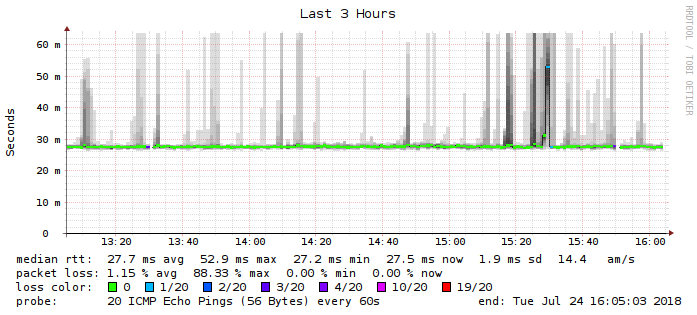 Last 3 Hours
RRDTOOL / TOBI OETIKER
Seconds
60 m
50 m
40 m
30 m
20 m
10 m
0
13:20 13:40 14:00 14:20 14:40 15:00 15:20 15:40 16:00
median rtt: 27.7 ms avg 52.9 ms max 27.2 ms min 27.5 ms now 1.9 ms sd 14.4 am/s
packet loss: 1.15 % avg 88.33 % max 0.00 % min 0.00 % now
loss color: 0 1/20 2/20 3/20 4/20 10/20 19/20
probe: 20 ICMP Echo Pings (56 Bytes) every 60s end: Tue Jul 24 16:05:03 2018